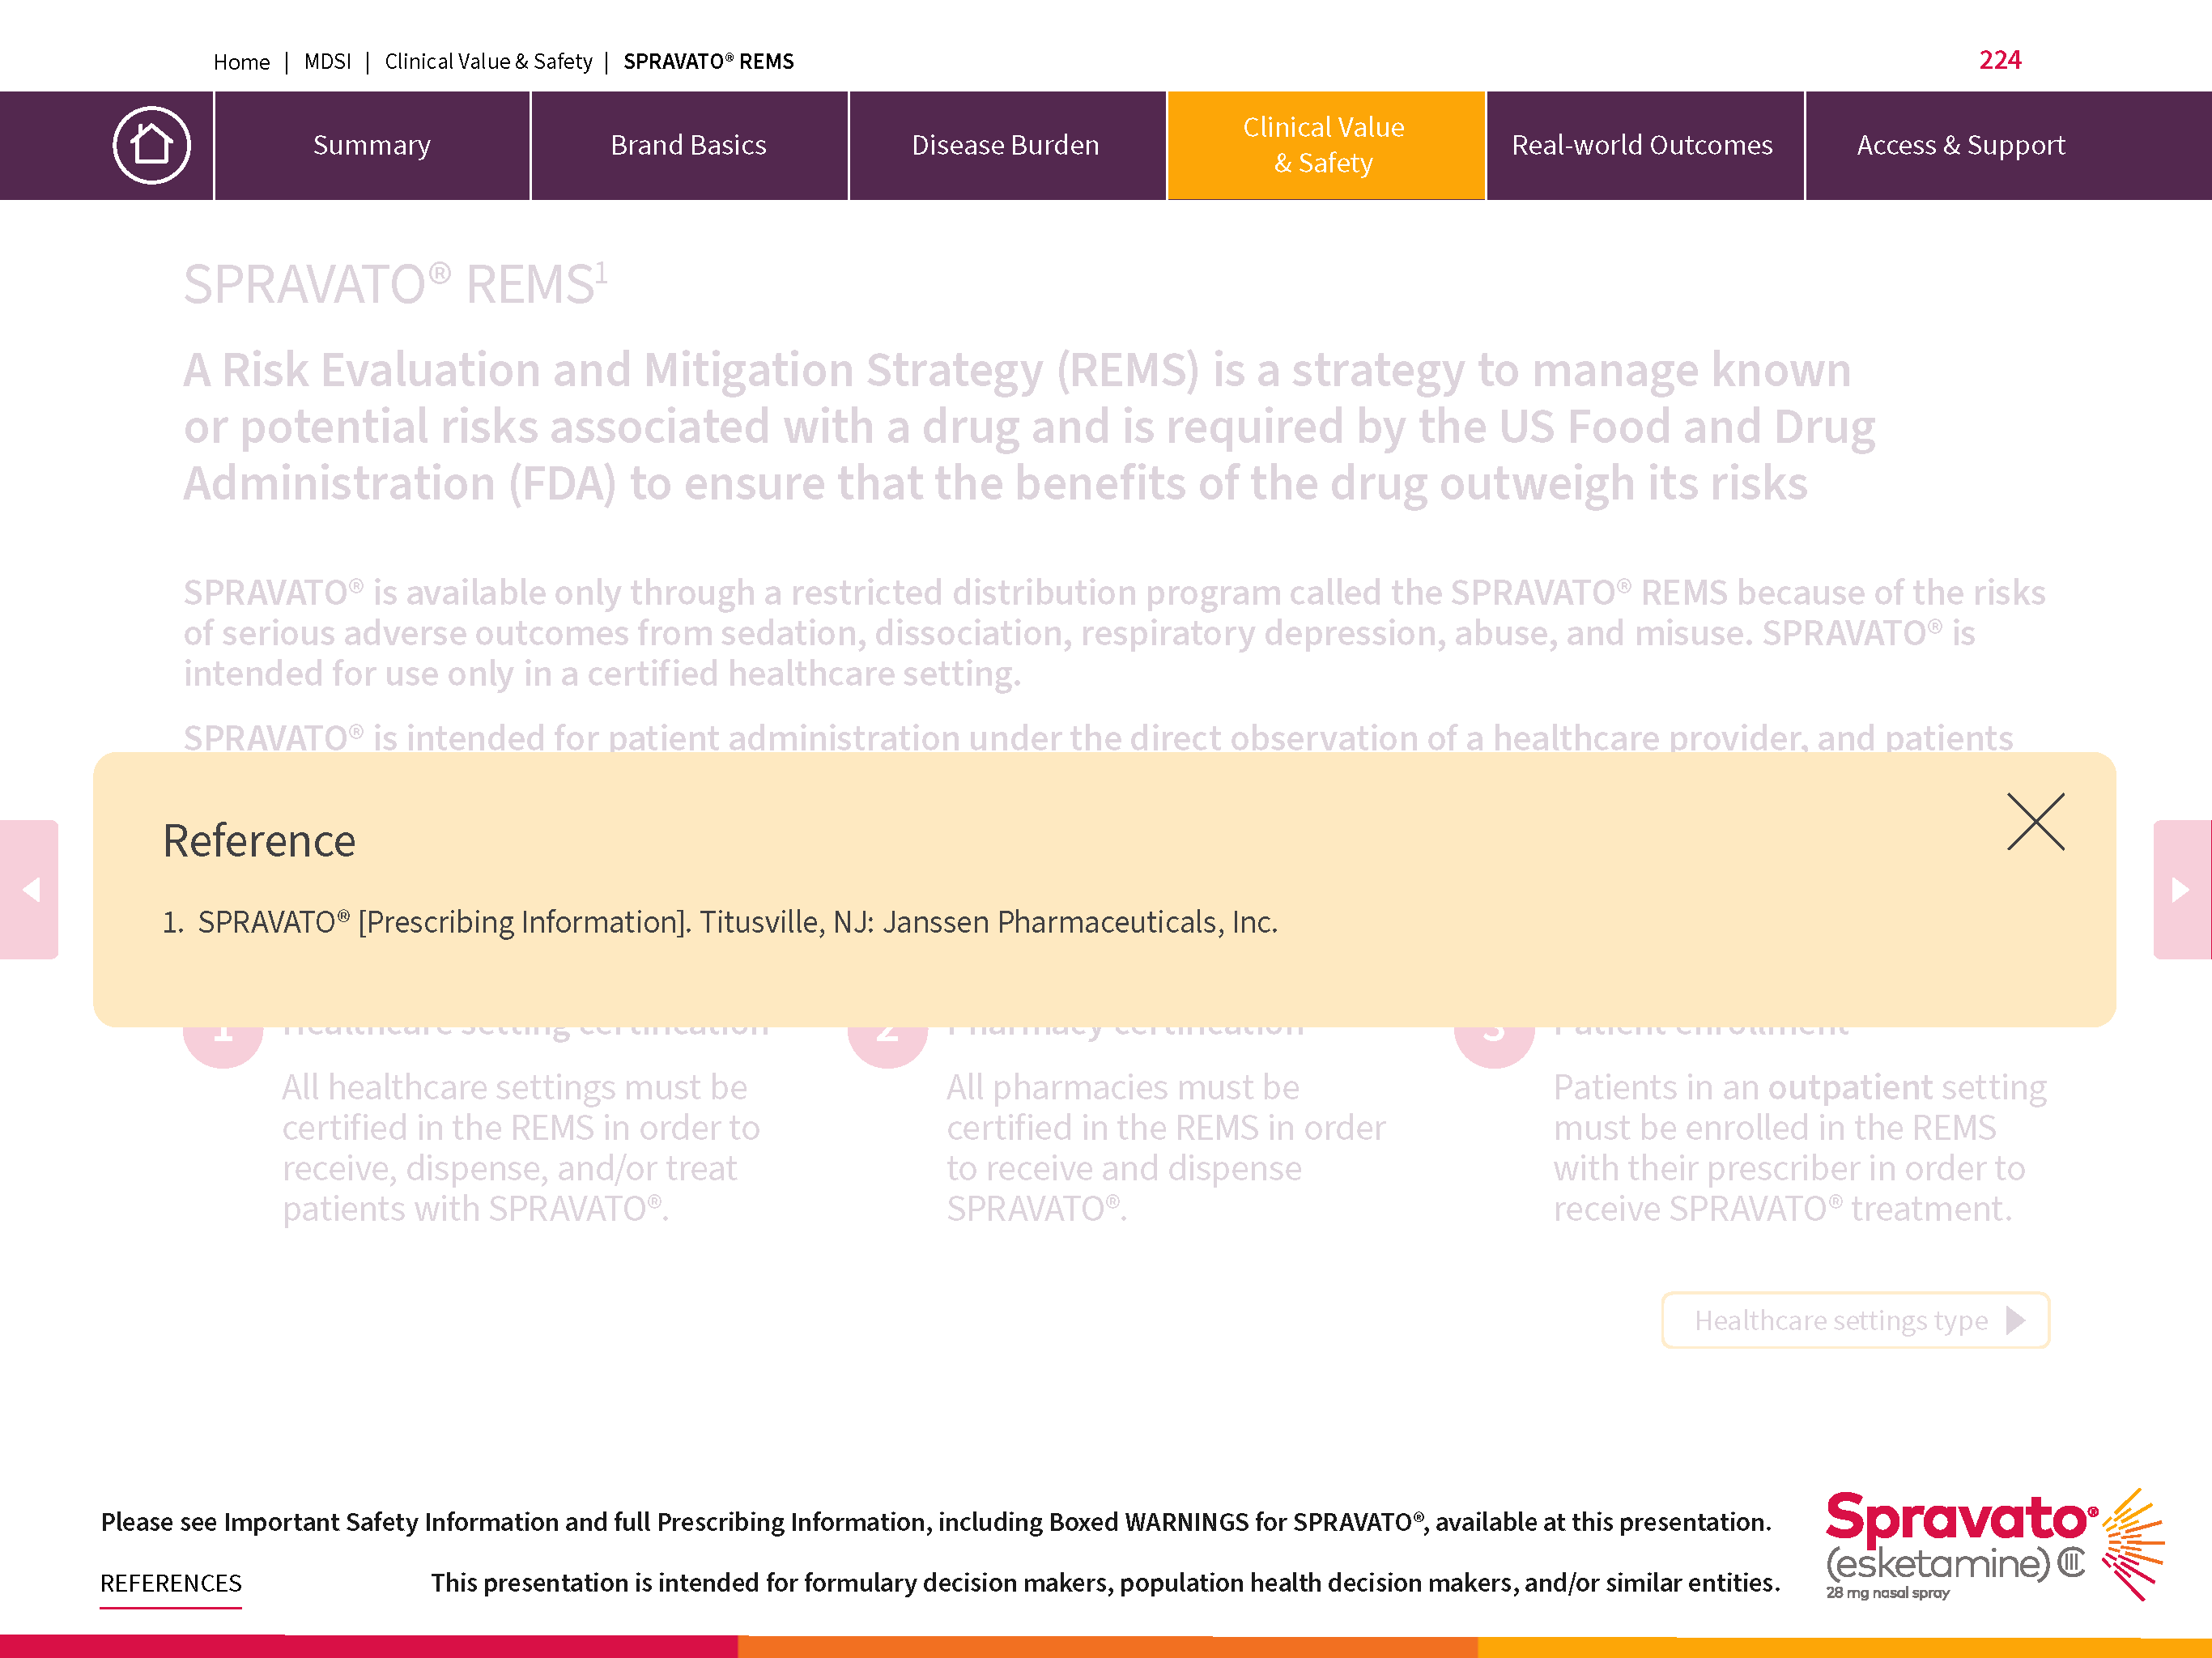 Home | MDSI | Clinical Value & Safety | SPRAVATO® REMS
224
Summary
Brand Basics
Disease Burden
Clinical Value
& Safety
Real-world Outcomes
Access & Support
SPRAVATO® REMS¹
A Risk Evaluation and Mitigation Strategy (REMS) is a strategy to manage known
or potential risks associated with a drug and is required by the US Food and Drug
Administration (FDA) to ensure that the benefits of the drug outweigh its risks
SPRAVATO® is available only through a restricted distribution program called the SPRAVATO® REMS because of the risks
of serious adverse outcomes from sedation, dissociation, respiratory depression, abuse, and misuse. SPRAVATO® is
intended for use only in a certified healthcare setting.
SPRAVATO® is intended for patient administration under the direct observation of a healthcare provider, and patients
Reference
1. SPRAVATO® [Prescribing Information]. Titusville, NJ: Janssen Pharmaceuticals, Inc.
1 Healthcare setting certification
All healthcare settings must be
certified in the REMS in order to
receive, dispense, and/or treat
patients with SPRAVATO®.
2 Pharmacy certification
All pharmacies must be
certified in the REMS in order
to receive and dispense
SPRAVATO®.
3 Patient enrollment
Patients in an outpatient setting
must be enrolled in the REMS
with their prescriber in order to
receive SPRAVATO® treatment.
Healthcare settings type
Please see Important Safety Information and full Prescribing Information, including Boxed WARNINGS for SPRAVATO®, available at this presentation.
REFERENCES
This presentation is intended for formulary decision makers, population health decision makers, and/or similar entities.
Spravato®
(esketamine) CIII
28 mg nasal spray